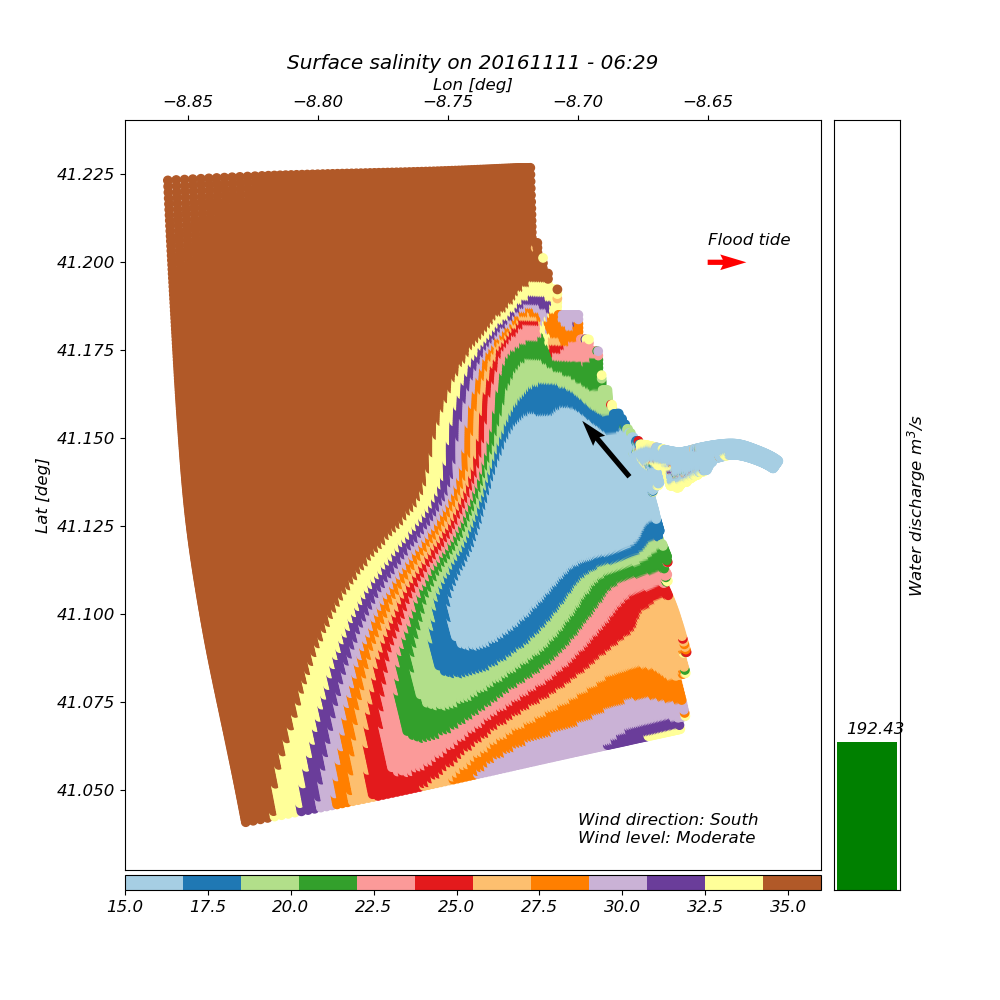 Surface salinity on 20161111 - 06:29
Lon [deg]
−8.85 −8.80 −8.75 −8.70 −8.65
41.225
41.200
41.175
41.150
41.125
41.100
41.075
41.050
Lat [deg]
Flood tide
Wind direction: South
Wind level: Moderate
15.0 17.5 20.0 22.5 25.0 27.5 30.0 32.5 35.0
192.43
Water discharge m³/s